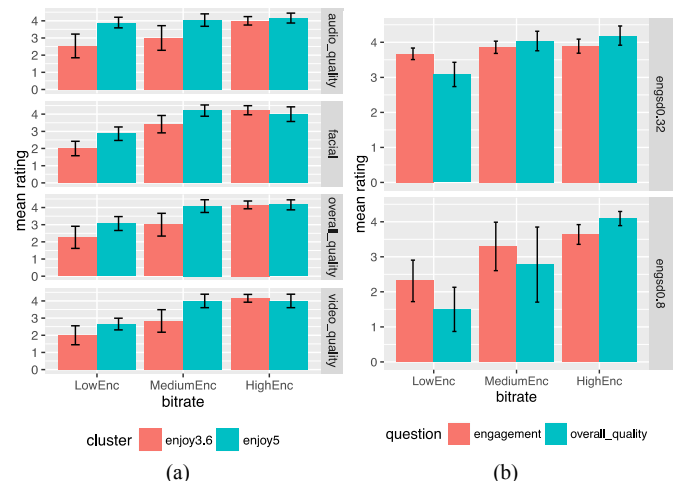 mean rating
4
3
2
1
0
audio_quality
4
3
2
1
0
facial
4
3
2
1
0
overall_quality
4
3
2
1
0
video_quality
LowEnc MediumEnc HighEnc
bitrate
cluster enjoy3.6 enjoy5
(a)
mean rating
4
3
2
1
0
engsd0.32
4
3
2
1
0
engsd0.8
LowEnc MediumEnc HighEnc
bitrate
question engagement overall_quality
(b)